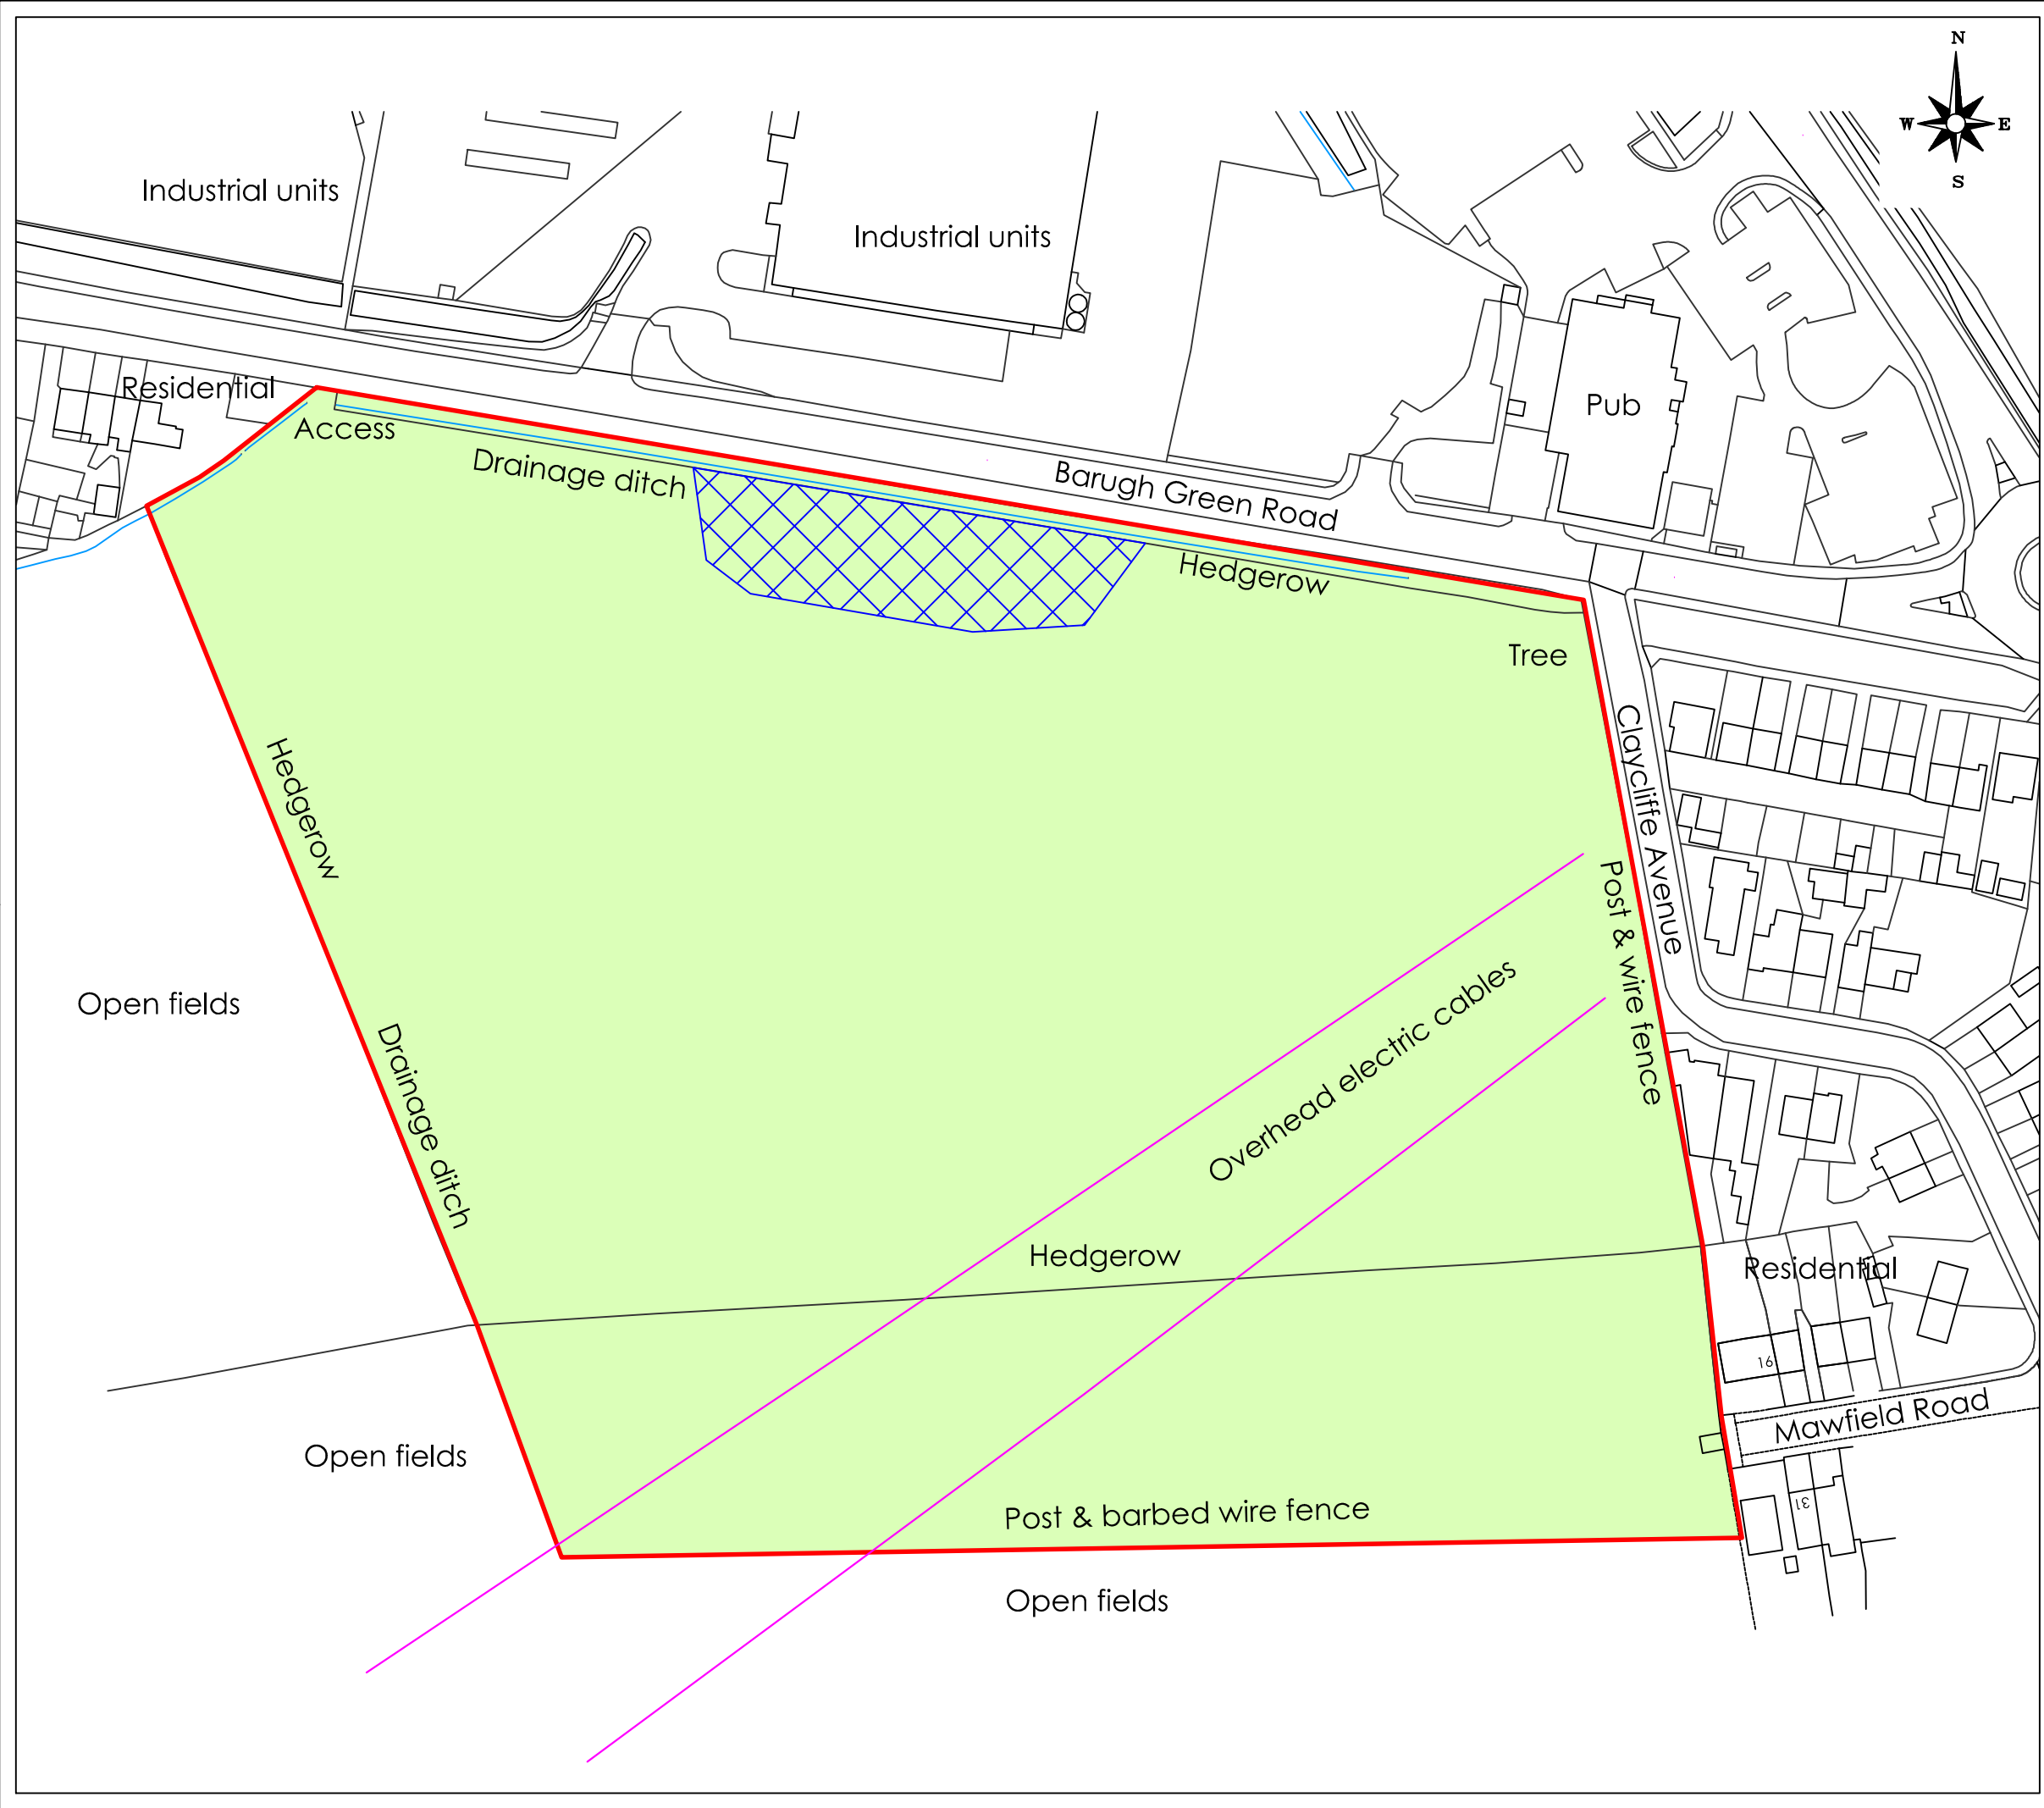 N
W
E
S
Industrial units
Industrial units
Residential
Access
Pub
Drainage ditch
Barugh Green Road
Hedgerow
Tree
Claycliffe Avenue
Hedgerow
Post & wire fence
Open fields
Overhead electric cables
Drainage ditch
Hedgerow
Residential
16
Mawfield Road
Open fields
31
Post & barbed wire fence
Open fields